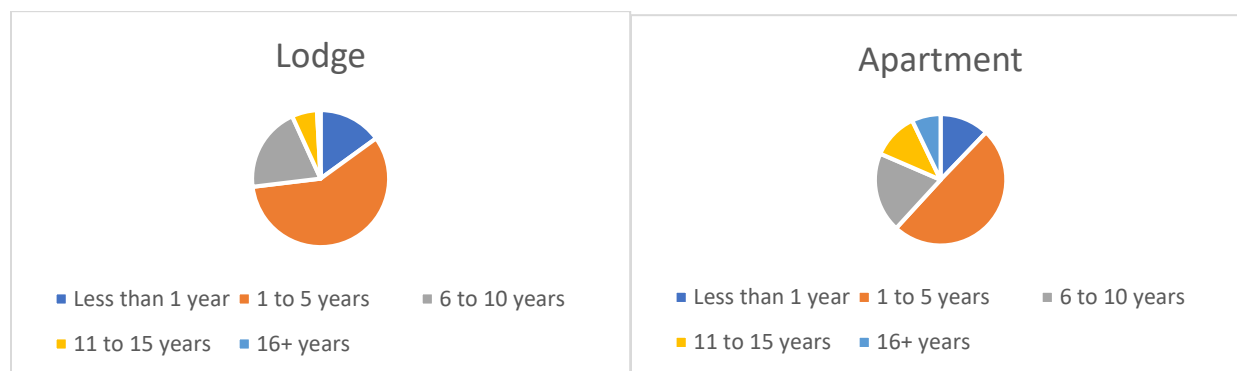 Lodge
Less than 1 year 1 to 5 years 6 to 10 years
11 to 15 years 16+ years
Apartment
Less than 1 year 1 to 5 years 6 to 10 years
11 to 15 years 16+ years